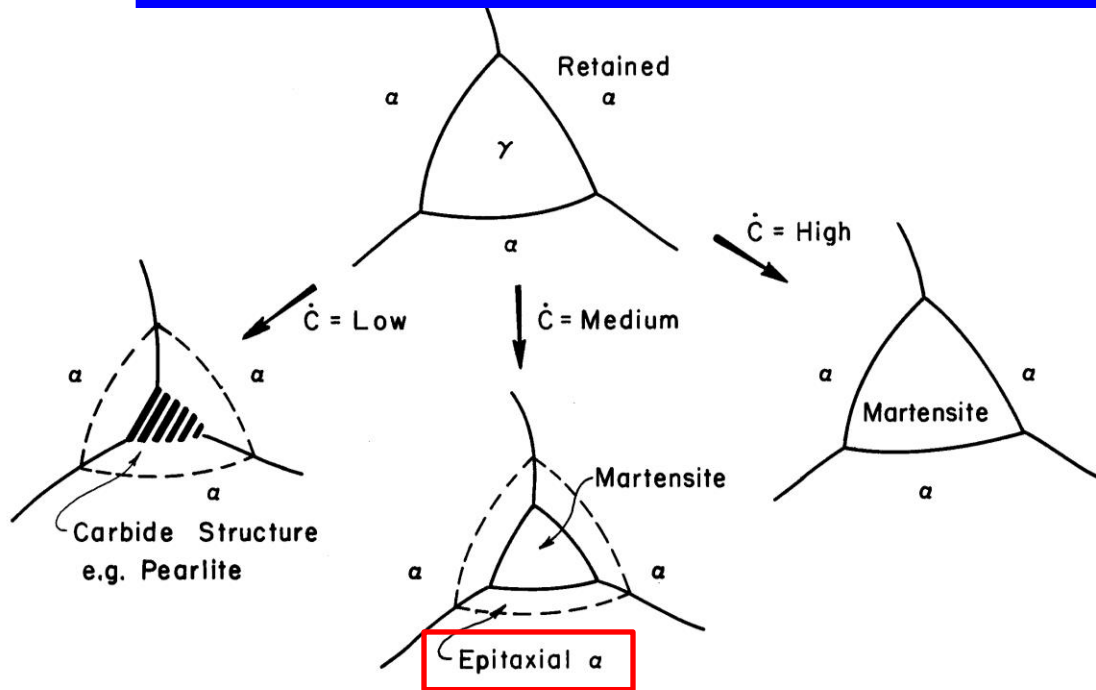 Retained
α
α
γ
α
Ċ = High
Ċ = Low
Ċ = Medium
α
α
α
Carbide Structure
e.g. Pearlite
Martensite
α
α
Epitaxial α
α
α
Martensite
α